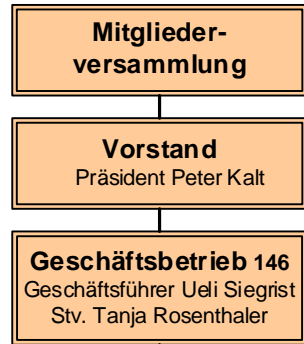 Mitglieder-
versammlung
Vorstand
Präsident Peter Kalt
Geschäftsbetrieb 146
Geschäftsführer Ueli Siegrist
Stv. Tanja Rosenthaler